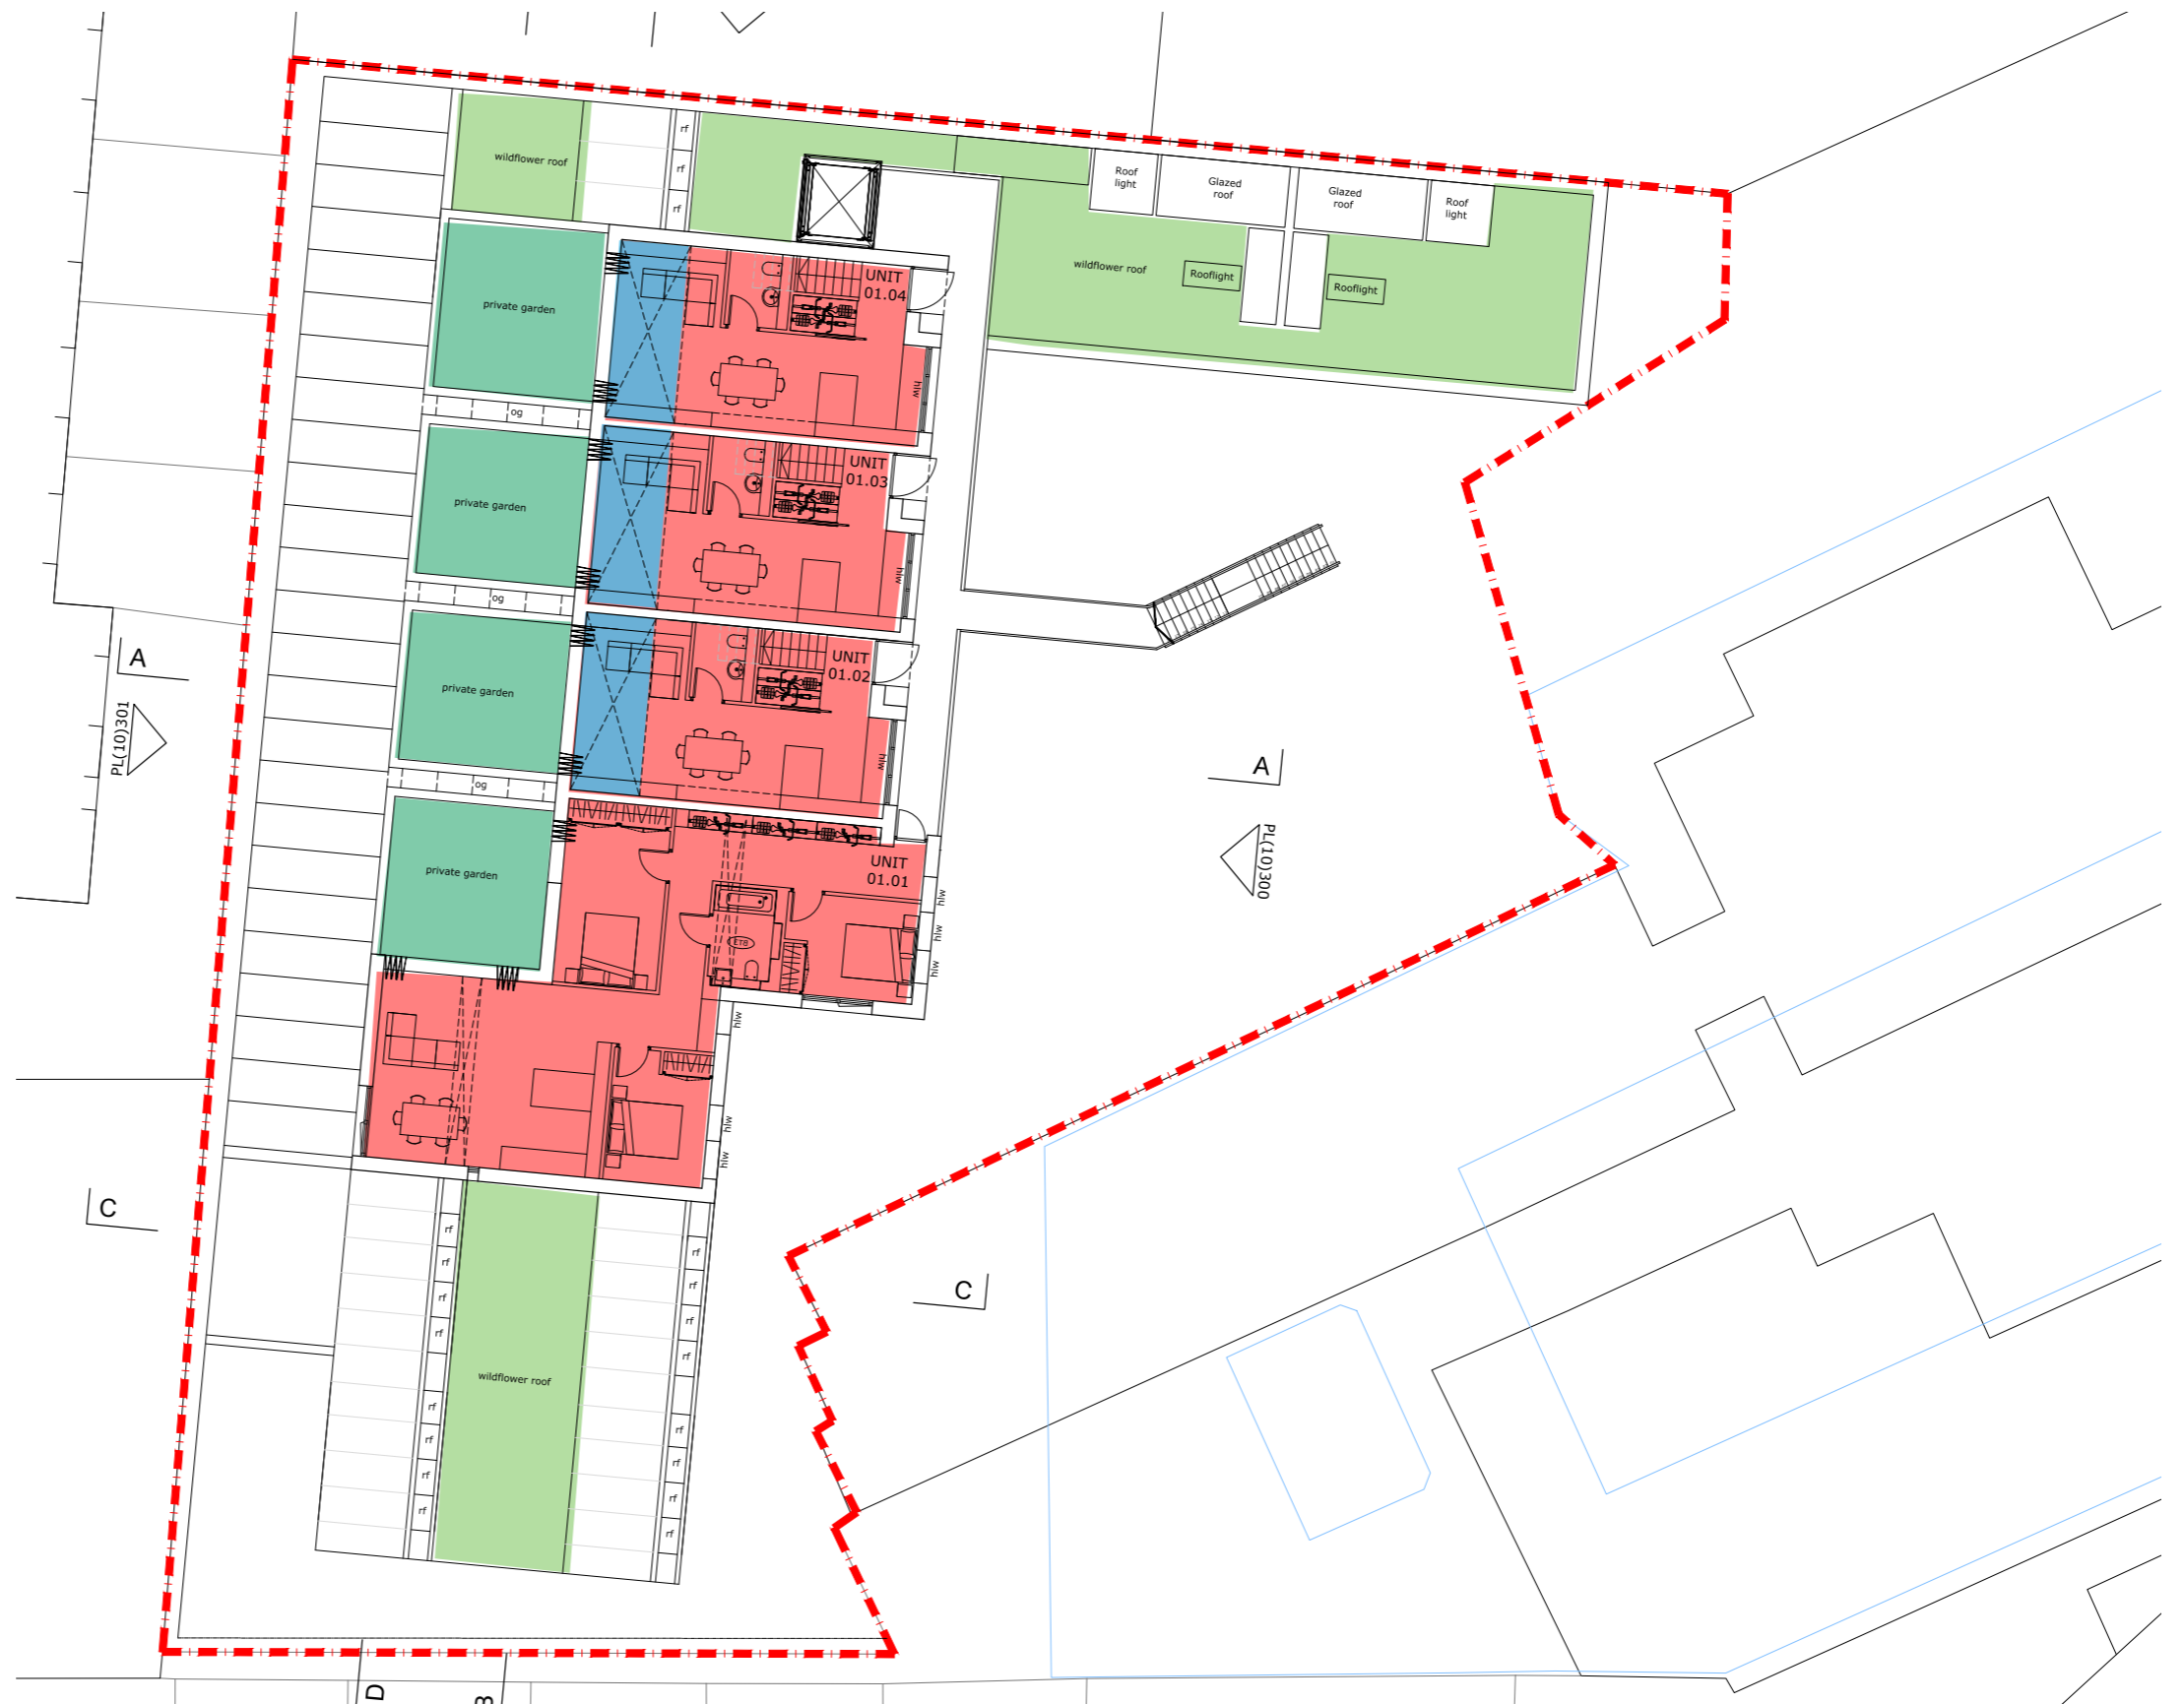 wildflower roof
rf
rf
rf
Roof
light
Glazed
roof
Glazed
roof
Roof
light
wildflower roof
Rooflight
Rooflight
private garden
UNIT
01.04
hlw
og
private garden
UNIT
01.03
hlw
og
private garden
UNIT
01.02
hlw
og
A
PL(10)301
A
PL(10)300
private garden
UNIT
01.01
hlw
hlw
hlw
ET8
hlw
hlw
hlw
C
C
rf
rf
rf
rf
rf
rf
rf
rf
wildflower roof
rf
rf
rf
rf
rf
rf
rf
rf
D